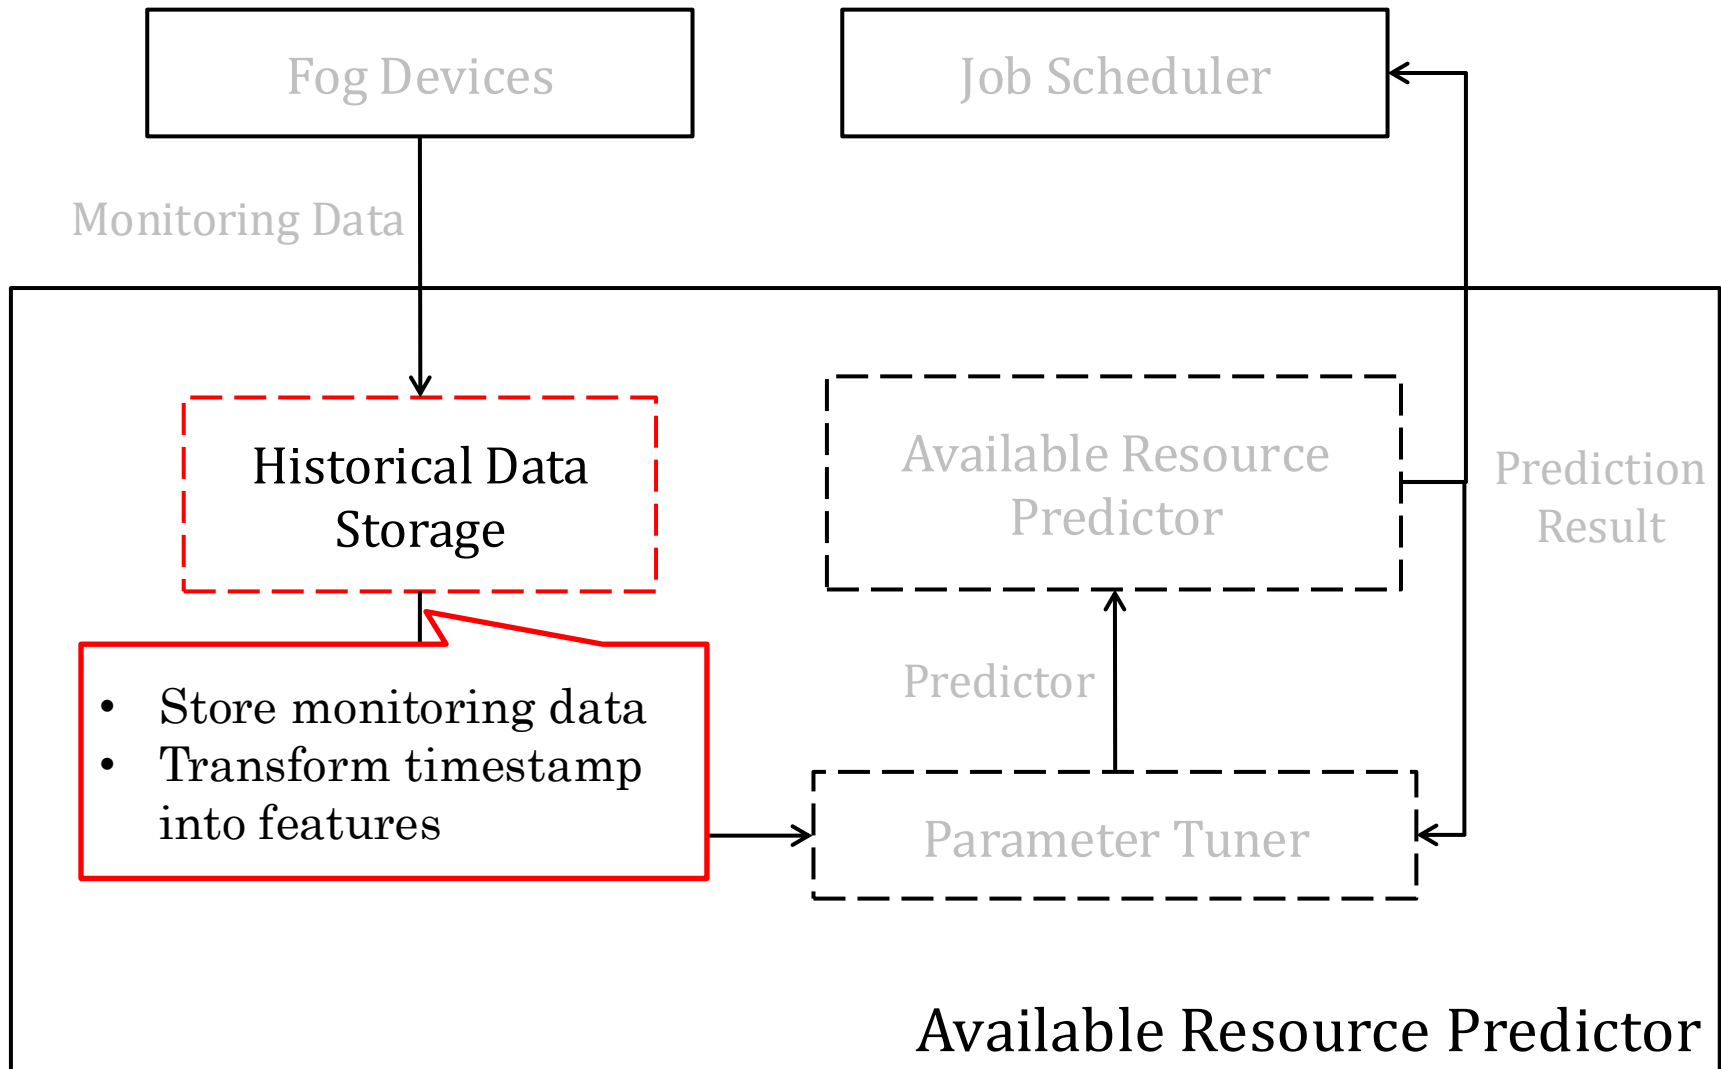 Fog Devices
Job Scheduler
Monitoring Data
Historical Data
Storage
Available Resource
Predictor
Prediction
Result
• Store monitoring data
• Transform timestamp
into features
Predictor
Parameter Tuner
Available Resource Predictor